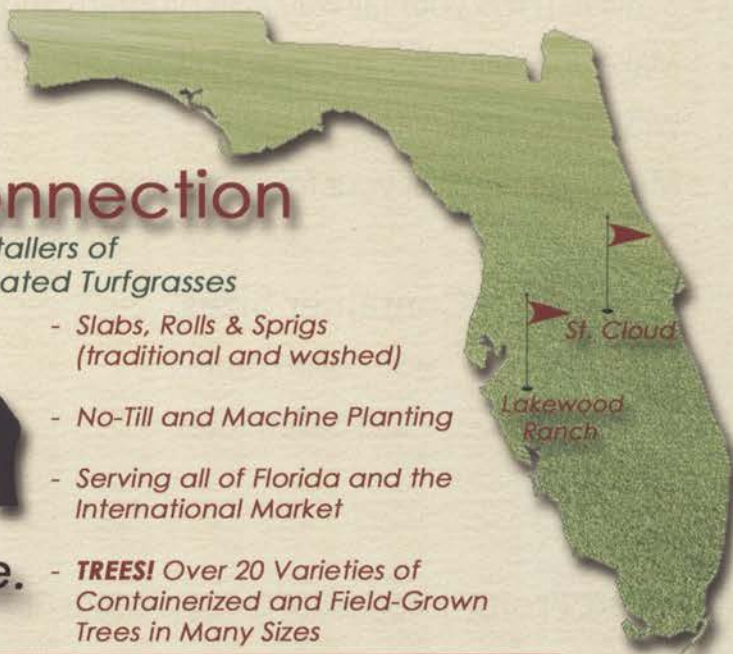 onnection
tallers of
ated Turfgrasses
- Slabs, Rolls & Sprigs
(traditional and washed)
- No-Till and Machine Planting
- Serving all of Florida and the
International Market
e.
- TREES! Over 20 Varieties of
Containerized and Field-Grown
Trees in Many Sizes
St. Cloud
Lakewood
Ranch